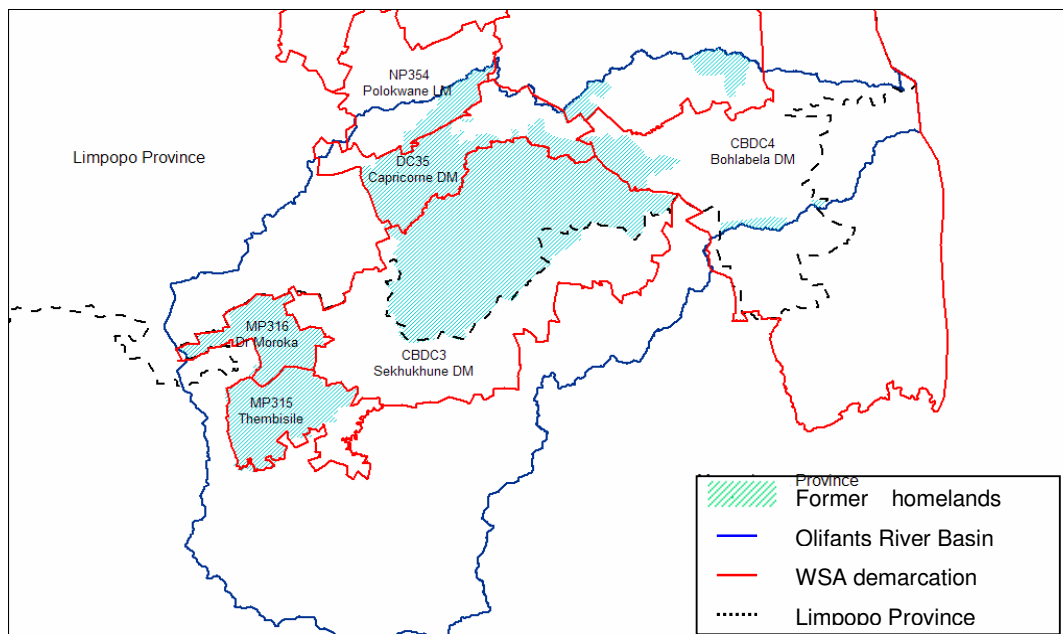 NP354
Polokwane LM
Limpopo Province
CBDC4
Bohlabela DM
DC35
Capricorne DM
MP316
Dr Moroka
CBDC3
Sekhukhune DM
MP315
Thembisile
Province
Former homelands
Olifants River Basin
WSA demarcation
Limpopo Province